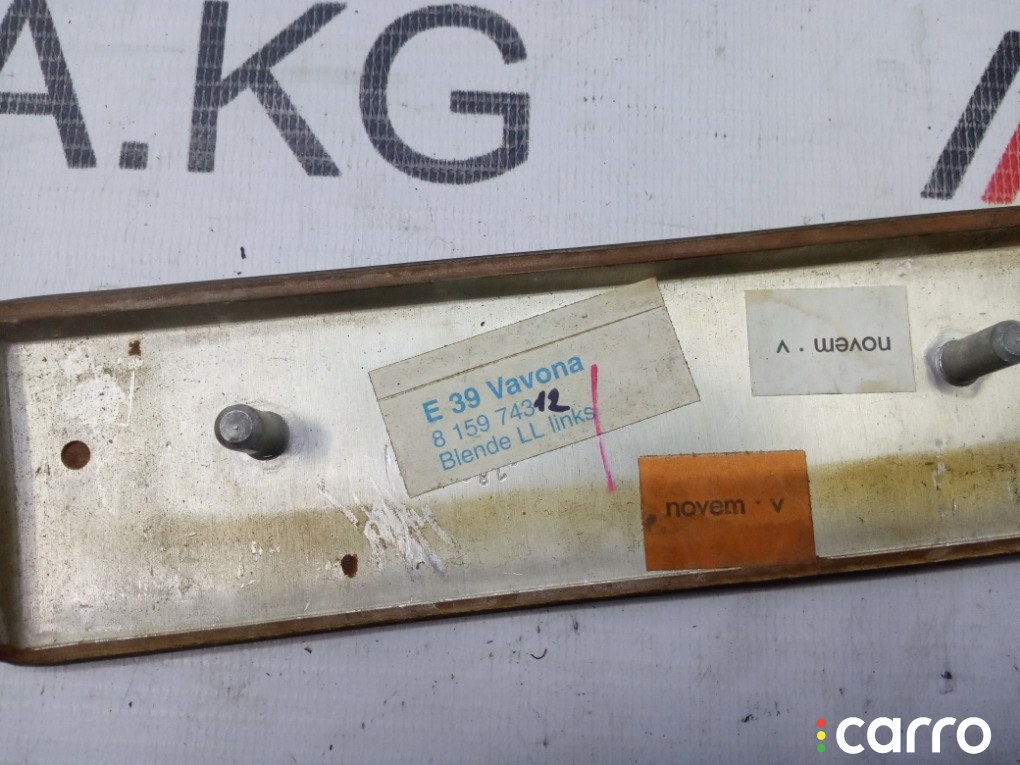 A.KG
E 39 Vavona
8 159 74312
Blende LL links
novem · v
novem · v
carro